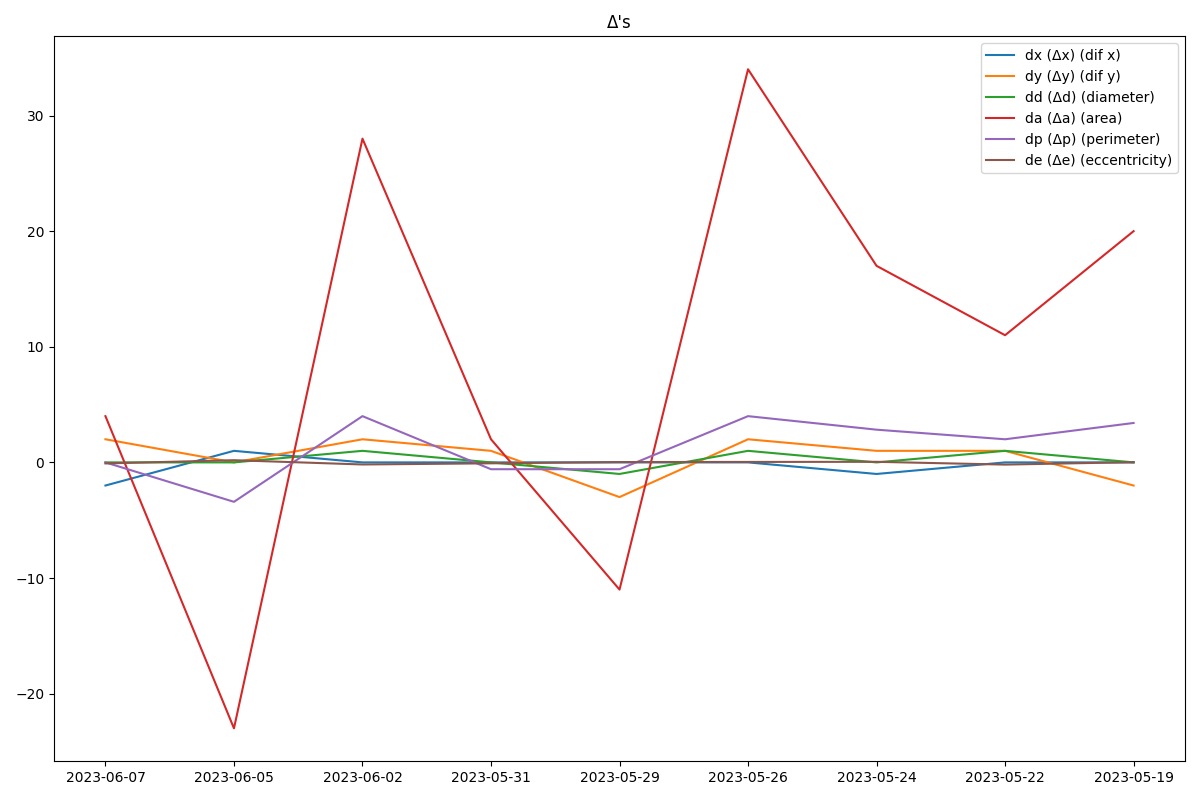 Δ's
dx (Δx) (dif x)
dy (Δy) (dif y)
dd (Δd) (diameter)
da (Δa) (area)
dp (Δp) (perimeter)
de (Δe) (eccentricity)
30
20
10
0
−10
−20
2023-06-07 2023-06-05 2023-06-02 2023-05-31 2023-05-29 2023-05-26 2023-05-24 2023-05-22 2023-05-19